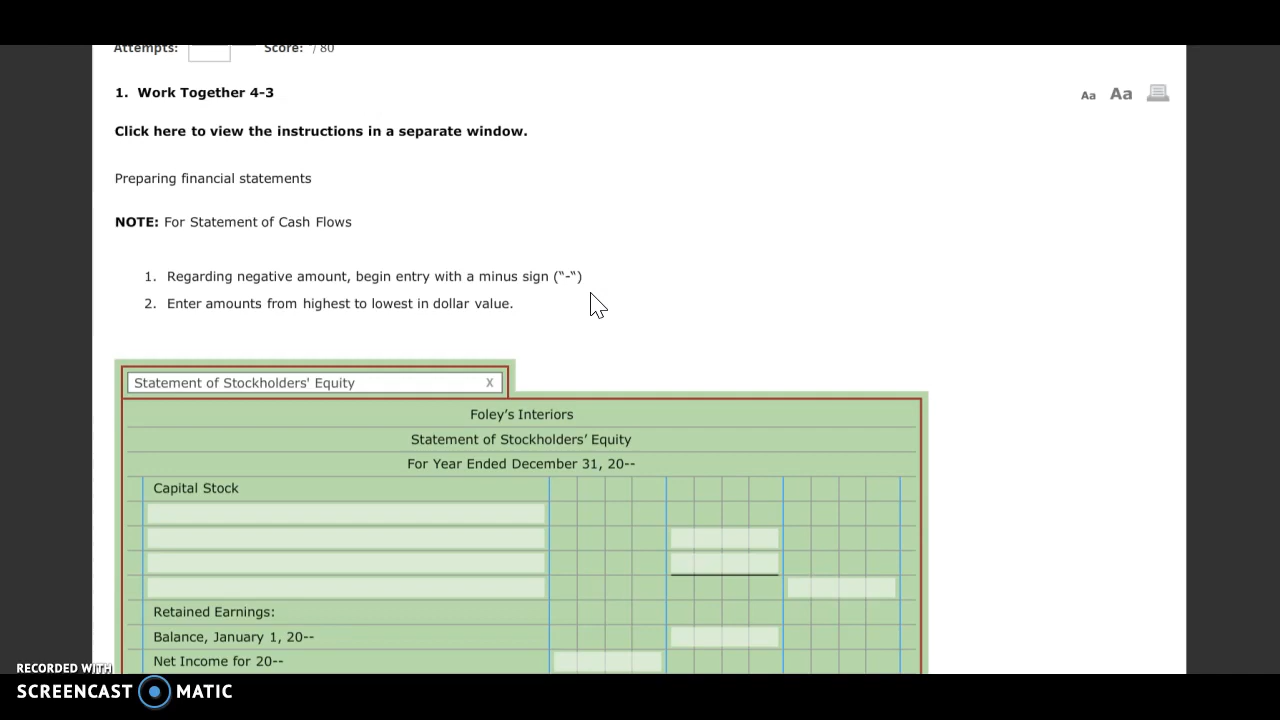 Attempts: Score: / 80
1. Work Together 4-3
Aa Aa
Click here to view the instructions in a separate window.
Preparing financial statements
NOTE: For Statement of Cash Flows
1. Regarding negative amount, begin entry with a minus sign ("-")
2. Enter amounts from highest to lowest in dollar value.
Statement of Stockholders' Equity X
Foley's Interiors
Statement of Stockholders' Equity
For Year Ended December 31, 20--
Capital Stock
Retained Earnings:
Balance, January 1, 20--
Net Income for 20--
RECORDED WITH
SCREENCAST MATIC